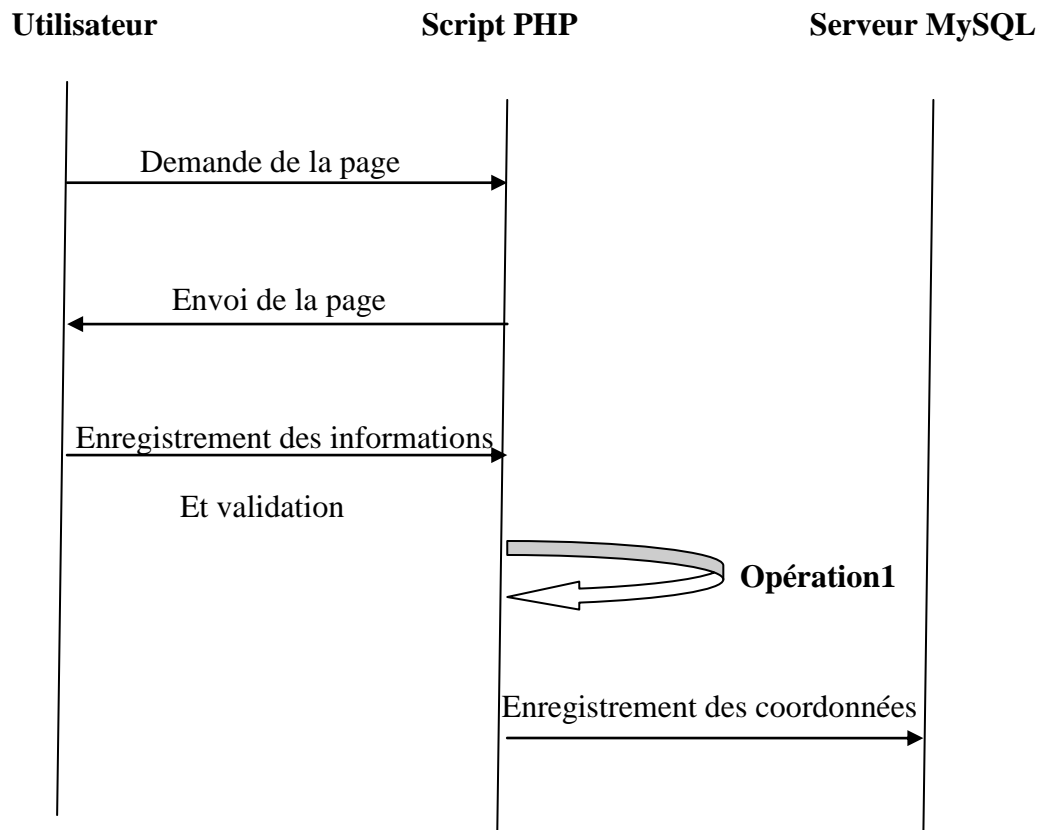 Utilisateur
Script PHP
Serveur MySQL
Demande de la page
Envoi de la page
Enregistrement des informations
Et validation
Opération1
Enregistrement des coordonnées